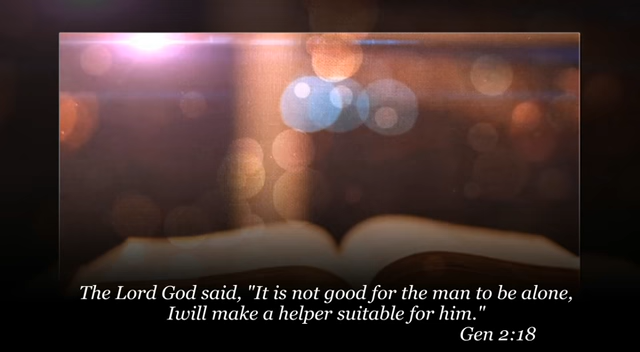 The Lord God said, "It is not good for the man to be alone,
Iwill make a helper suitable for him."
Gen 2:18